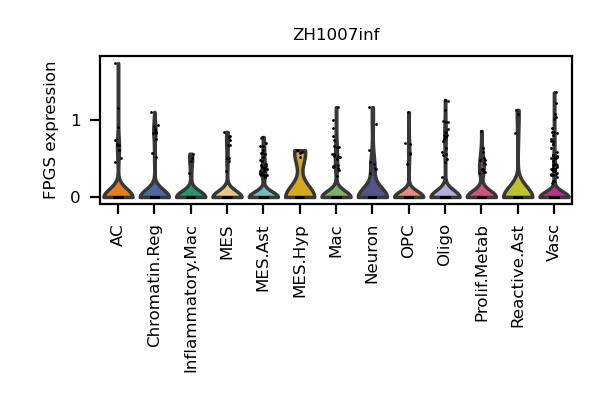 ZH1007inf
FPGS expression
1
0
AC
Chromatin.Reg
Inflammatory.Mac
MES
MES.Ast
MES.Hyp
Mac
Neuron
OPC
Oligo
Prolif.Metab
Reactive.Ast
Vasc